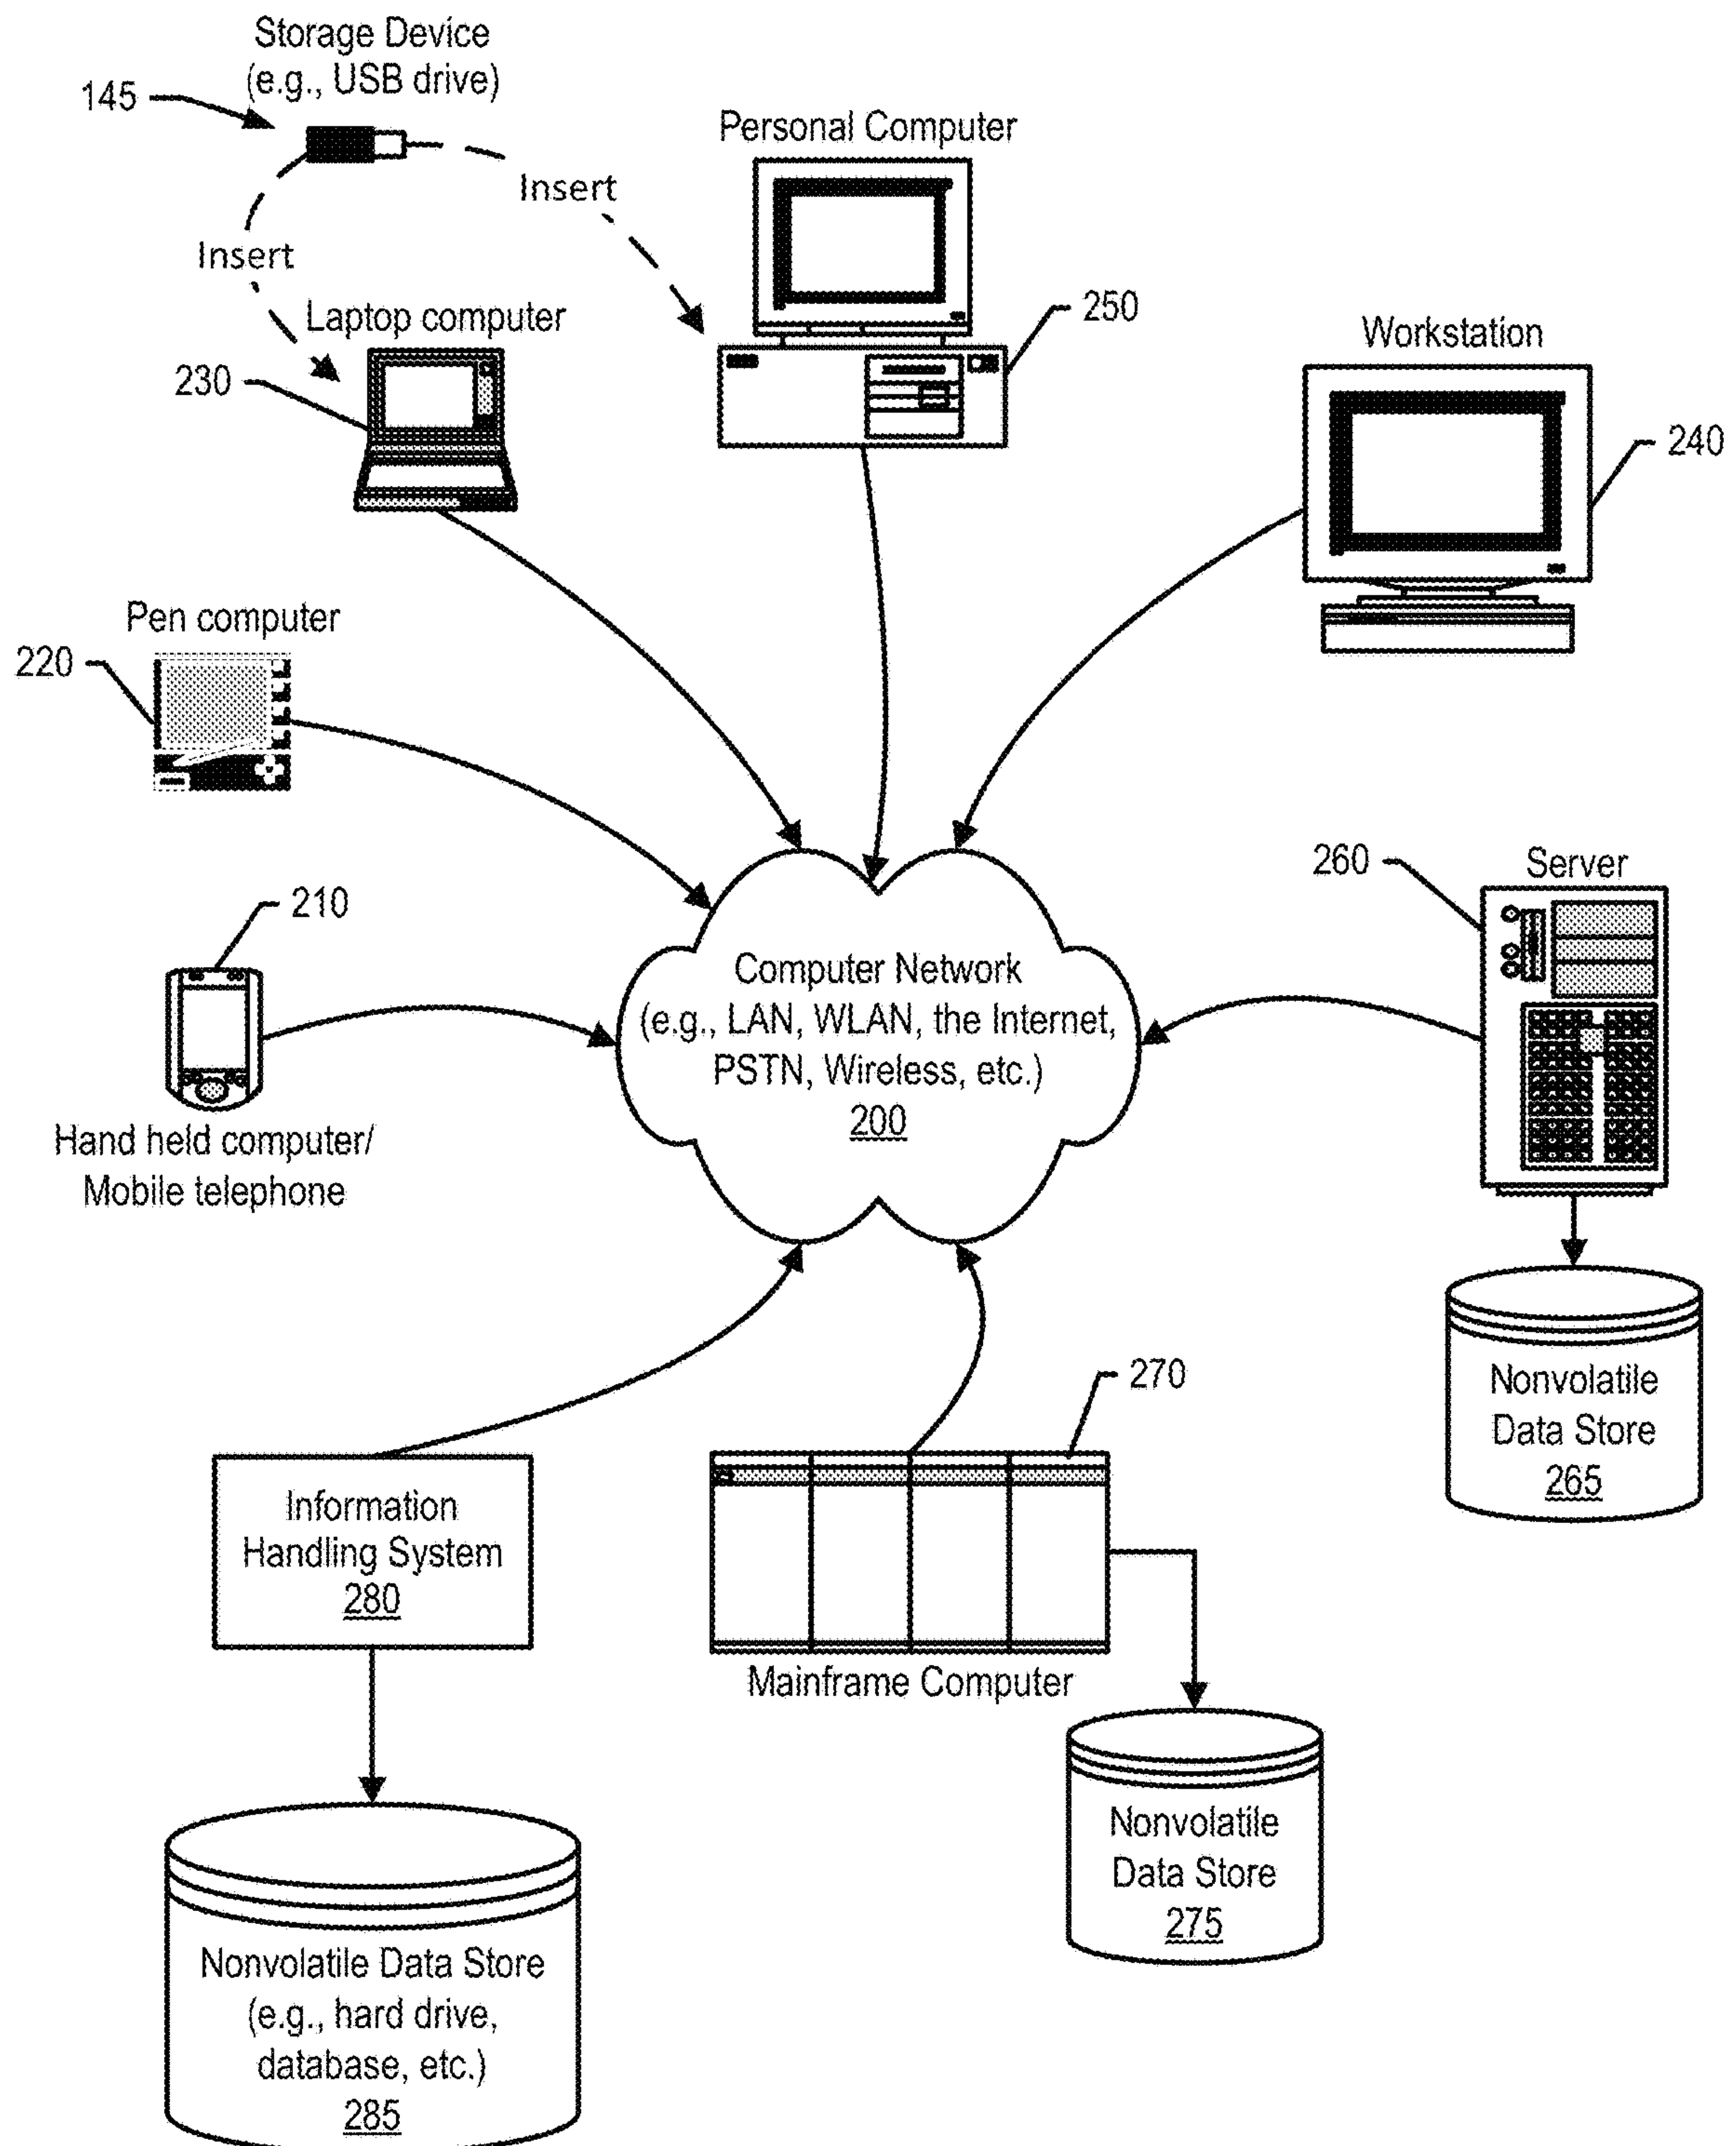 Storage Device
(e.g., USB drive)
145
Personal Computer
Insert
Insert
Laptop computer
250
Workstation
230
240
Pen computer
220
260
Server
210
Computer Network
(e.g., LAN, WLAN, the Internet,
PSTN, Wireless, etc.)
200
Hand held computer/
Mobile telephone
270
Nonvolatile
Data Store
265
Information
Handling System
280
Mainframe Computer
Nonvolatile
Data Store
275
Nonvolatile Data Store
(e.g., hard drive,
database, etc.)
285